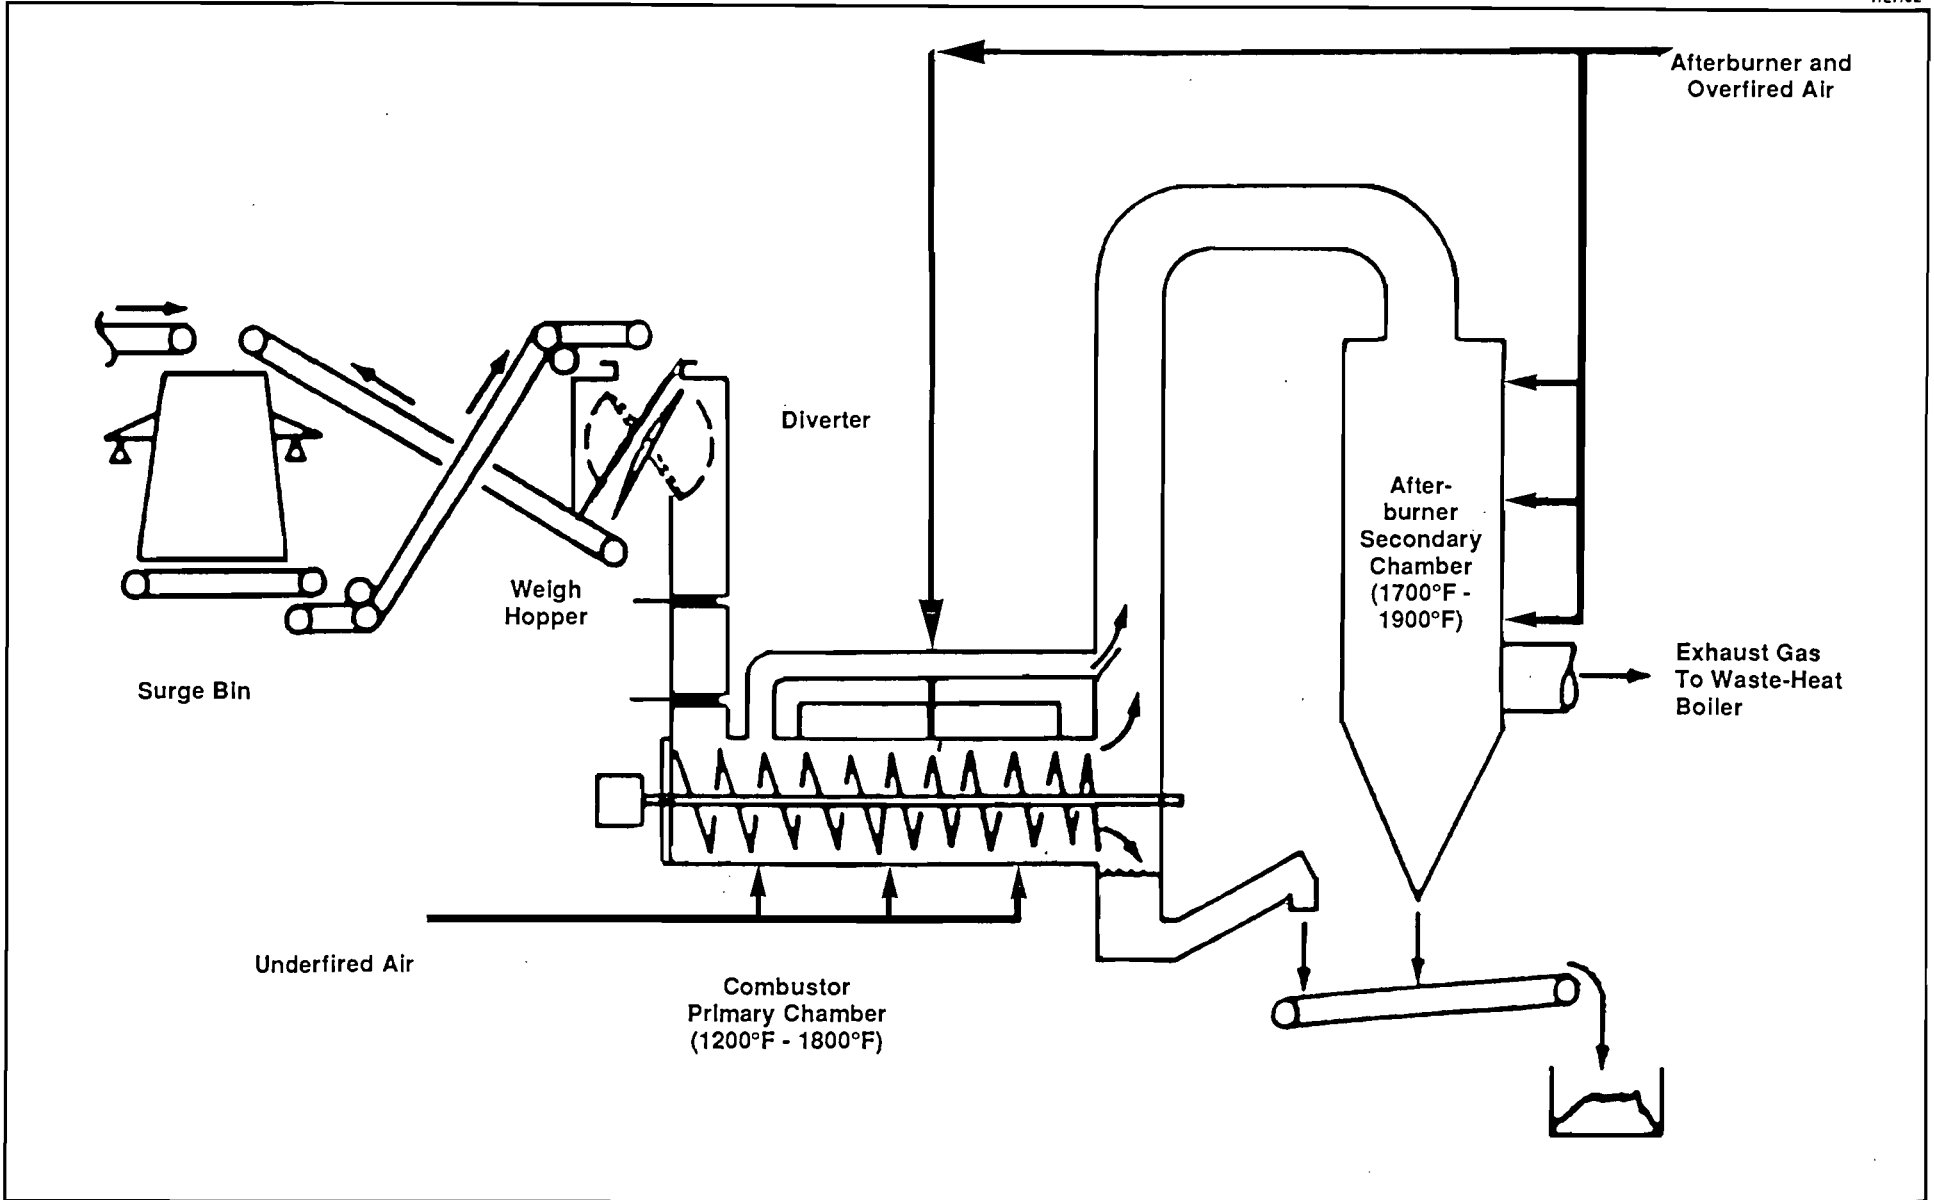 Afterburner and
Overfired Air
Diverter
After-
burner
Secondary
Chamber
(1700°F -
1900°F)
Weigh
Hopper
Exhaust Gas
To Waste-Heat
Boiler
Surge Bin
Underfired Air
Combustor
Primary Chamber
(1200°F - 1800°F)